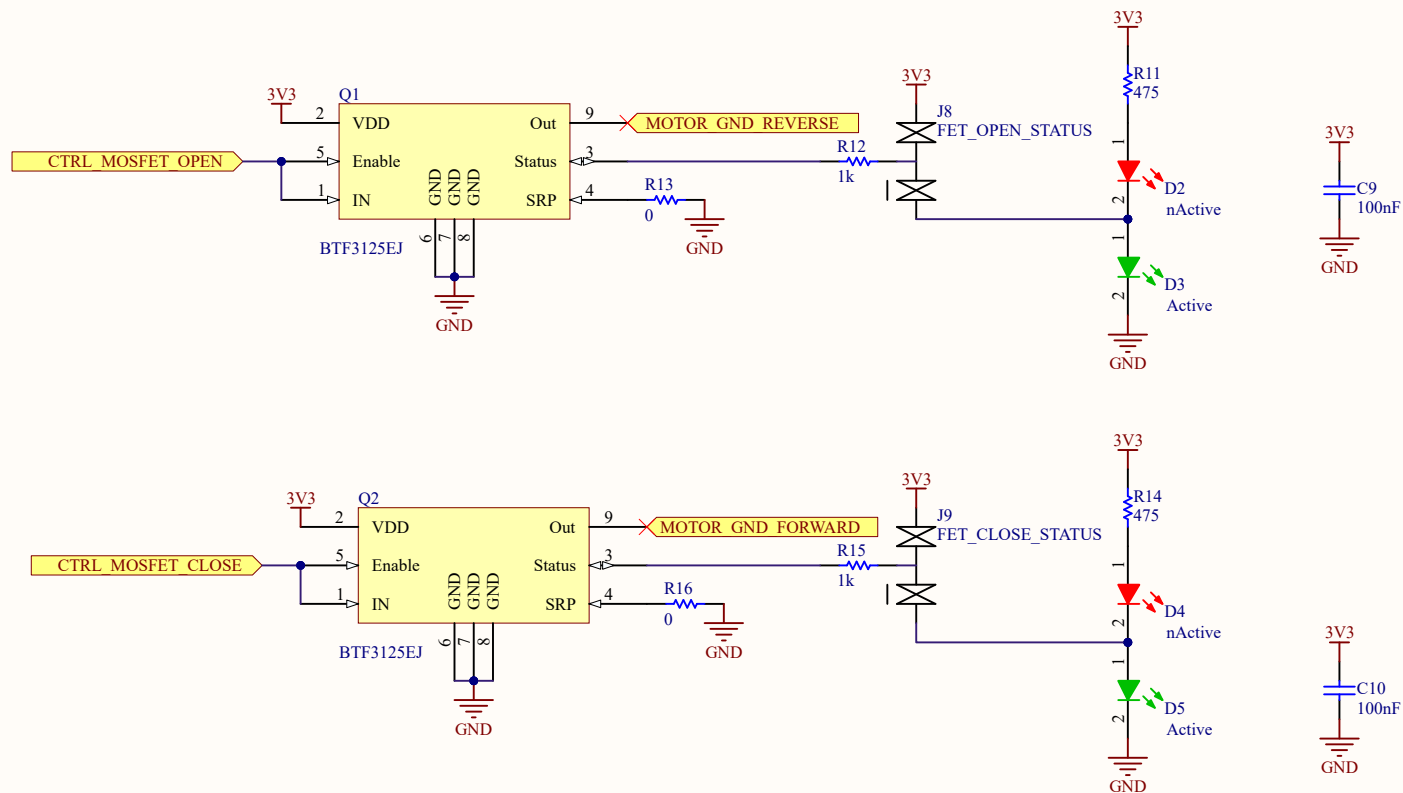 3V3
R11
475
1
D2
nActive
2
1
D3
Active
2
GND
3V3
J8
FET_OPEN_STATUS
3V3
C9
100nF
GND
3V3
Q1
2
VDD
Out
9
MOTOR_GND_REVERSE
CTRL_MOSFET_OPEN
5
Enable
Status
3
R12
1k
1
IN
SRP
4
R13
0
GND
GND
GND
GND
6
7
8
BTF3125EJ
GND
3V3
R14
475
1
D4
nActive
2
1
D5
Active
2
GND
3V3
J9
FET_CLOSE_STATUS
3V3
C10
100nF
GND
3V3
Q2
2
VDD
Out
9
MOTOR_GND_FORWARD
CTRL_MOSFET_CLOSE
5
Enable
Status
3
R15
1k
1
IN
SRP
4
R16
0
GND
GND
GND
GND
6
7
8
BTF3125EJ
GND